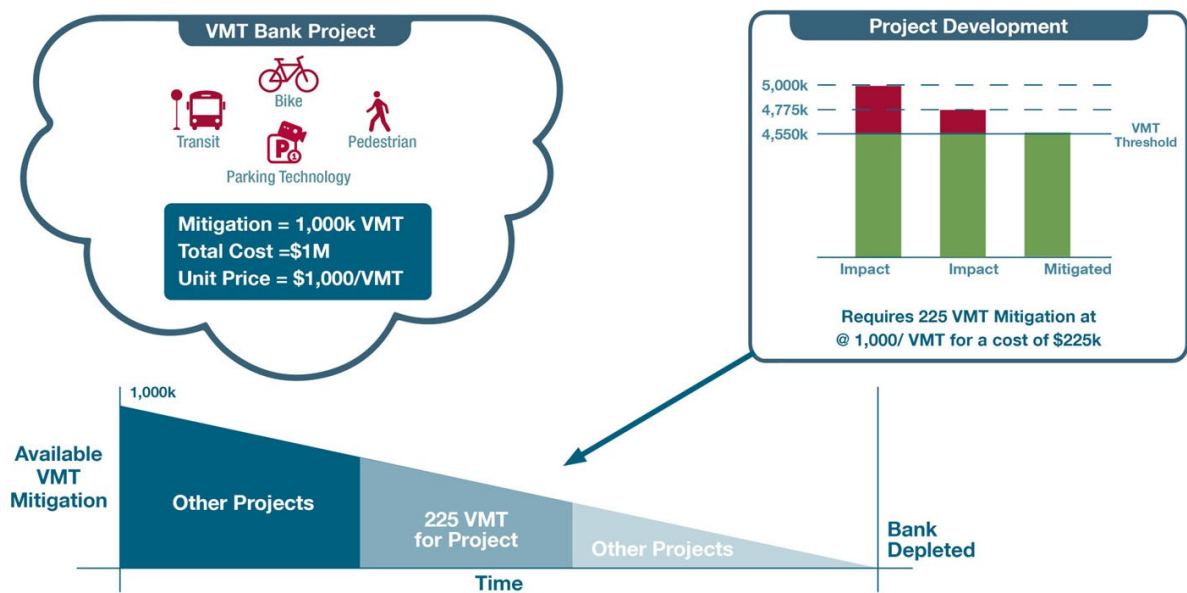 VMT Bank Project
Bike
Transit
Pedestrian
P
1
Parking Technology
Mitigation = 1,000k VMT
Total Cost =$1M
Unit Price = $1,000/VMT
Project Development
5,000k
4,775k
4,550k
VMT
Threshold
Impact
Impact
Mitigated
Requires 225 VMT Mitigation at
@ 1,000/ VMT for a cost of $225k
1,000k
Available
VMT
Mitigation
Other Projects
225 VMT
for Project
Other Projects
Bank
Depleted
Time